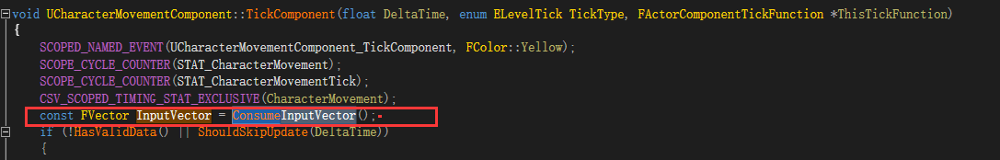 void UCharacterMovementComponent::TickComponent(float DeltaTime, enum ELevelTick TickType, FActorComponentTickFunction *ThisTickFunction)
{
SCOPED_NAMED_EVENT(UCharacterMovementComponent_TickComponent, FColor::Yellow);
SCOPE_CYCLE_COUNTER(STAT_CharacterMovement);
SCOPE_CYCLE_COUNTER(STAT_CharacterMovementTick);
CSV_SCOPED_TIMING_STAT_EXCLUSIVE(CharacterMovement);
const FVector InputVector = ConsumeInputVector();
if (!HasValidData() || ShouldSkipUpdate(DeltaTime))
{